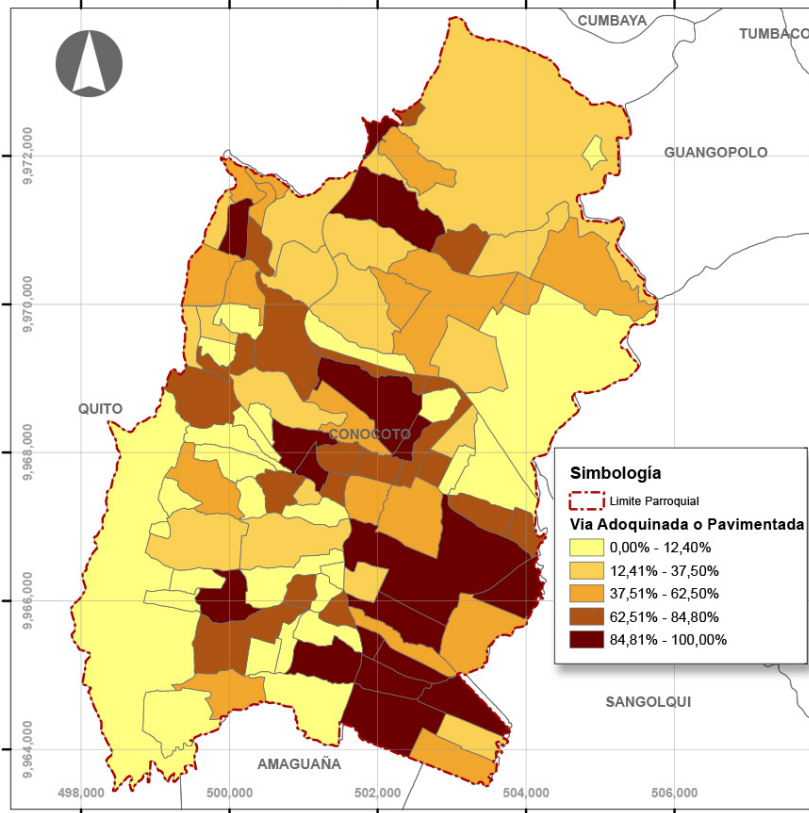 CUMBAYA
TUMBACO
9,972,000
GUANGOPOLO
9,970,000
QUITO
CONOCOTO
9,968,000
Simbología
Limite Parroquial
Via Adoquinada o Pavimentada
0,00% - 12,40%
12,41% - 37,50%
37,51% - 62,50%
62,51% - 84,80%
84,81% - 100,00%
9,966,000
SANGOLQUI
9,964,000
AMAGUAÑA
498,000 500,000 502,000 504,000 506,000